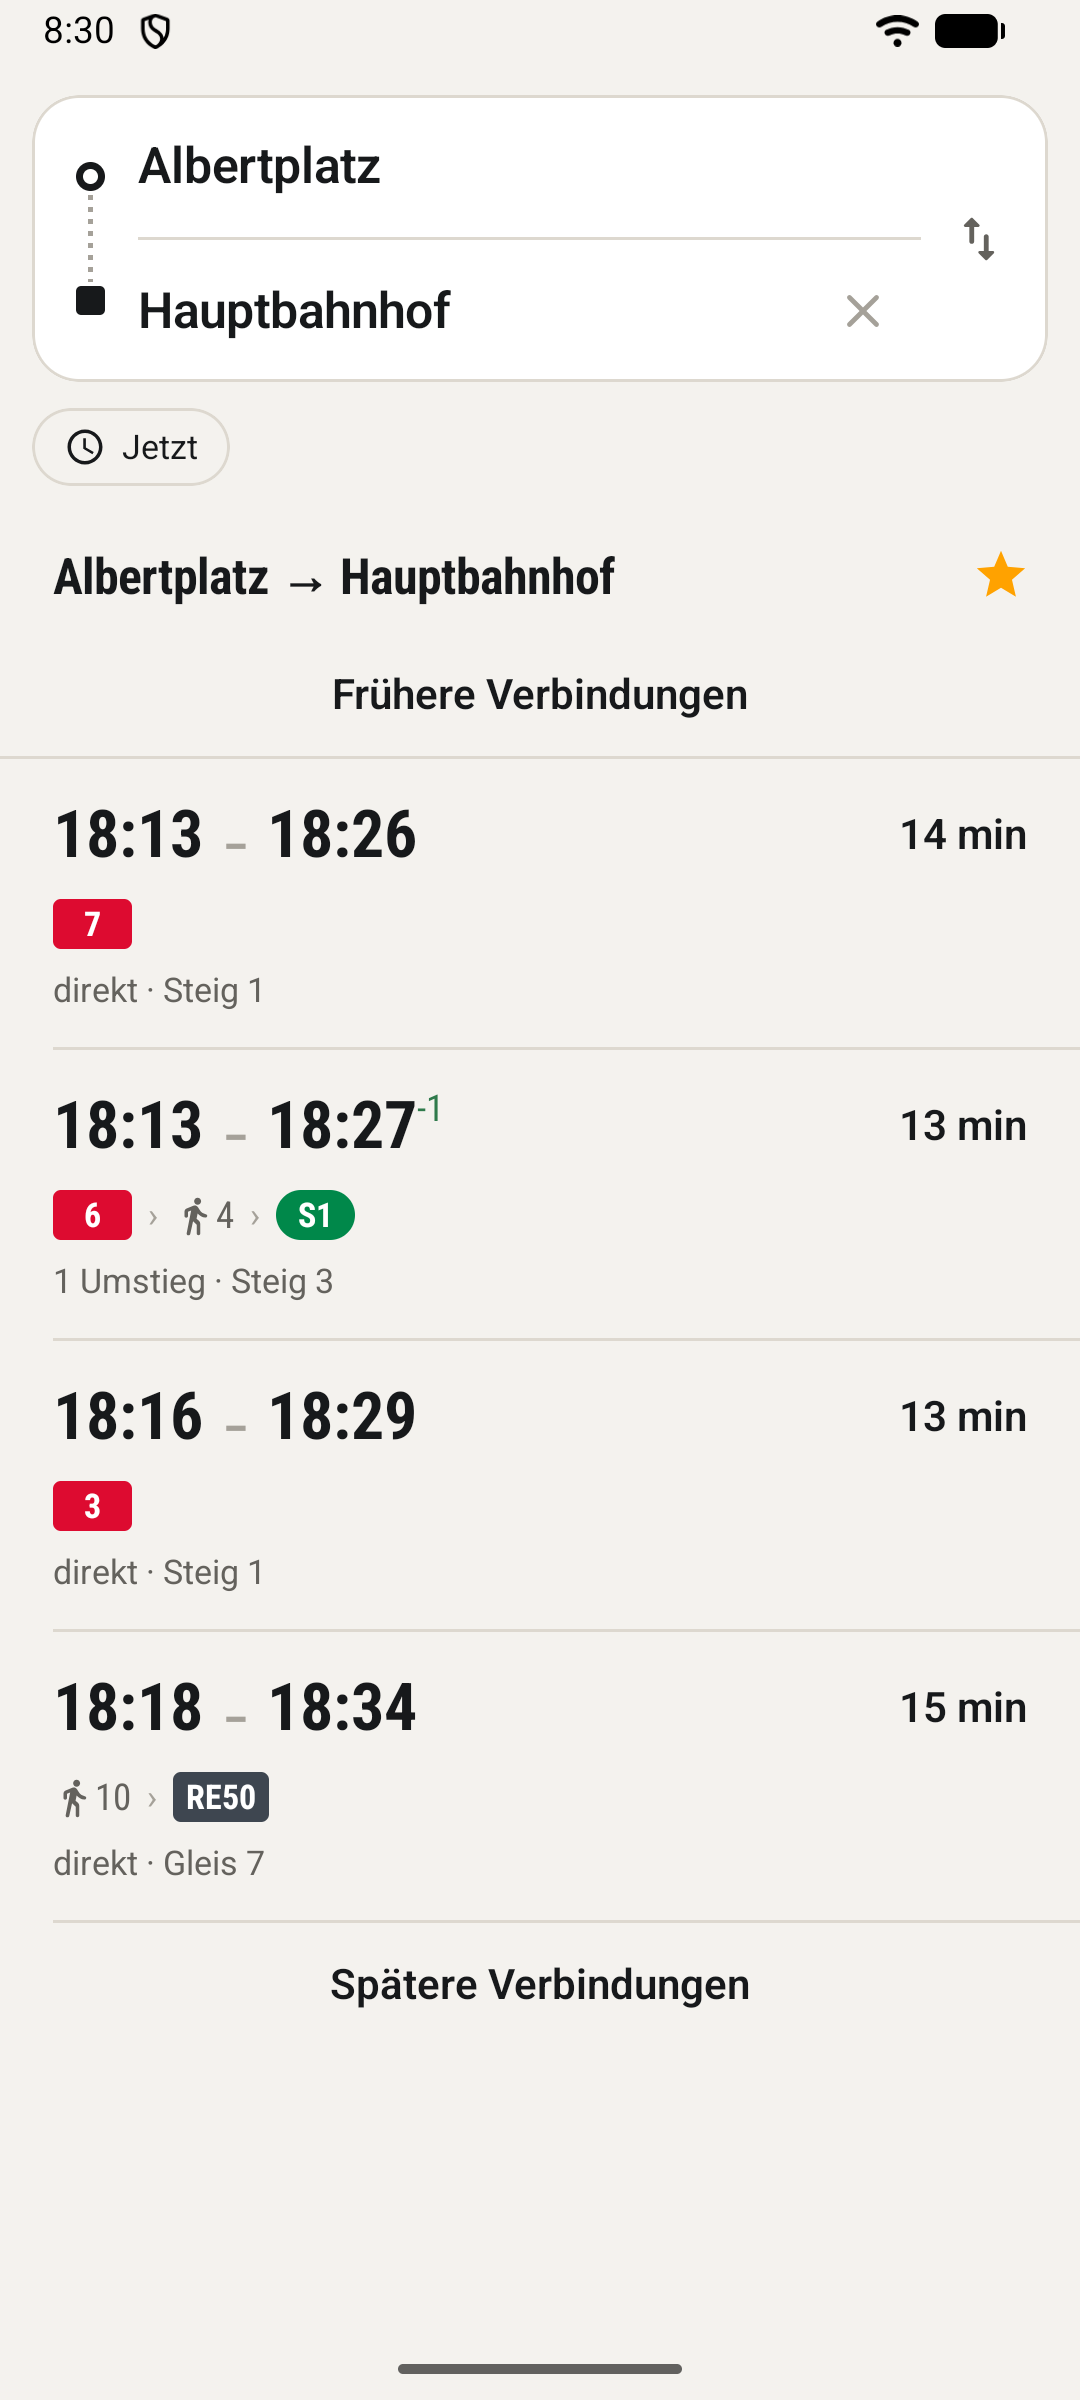 8:30
Albertplatz
Hauptbahnhof
Jetzt
Albertplatz → Hauptbahnhof
Frühere Verbindungen
18:13 – 18:26 14 min
7
direkt · Steig 1
18:13 – 18:27 -1 13 min
6 › 4 › S1
1 Umstieg · Steig 3
18:16 – 18:29 13 min
3
direkt · Steig 1
18:18 – 18:34 15 min
10 › RE50
direkt · Gleis 7
Spätere Verbindungen